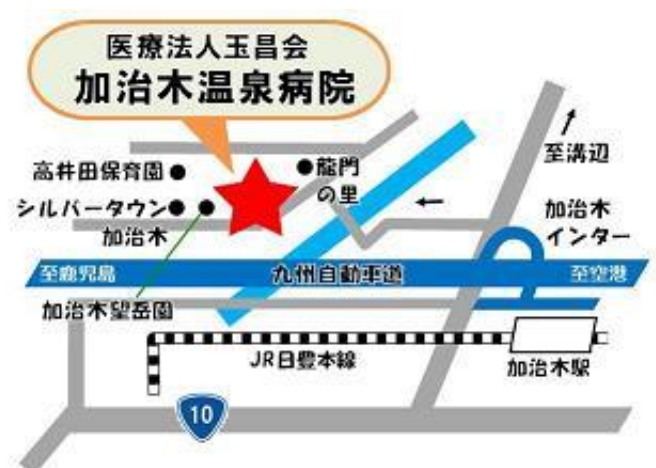 医療法人玉昌会
加治木温泉病院
至溝辺
高井田保育園
龍門
の里
シルバータウン
加治木
加治木
インター
至鹿児島
九州自動車道
至空港
加治木望岳園
JR日豊本線
加治木駅
10